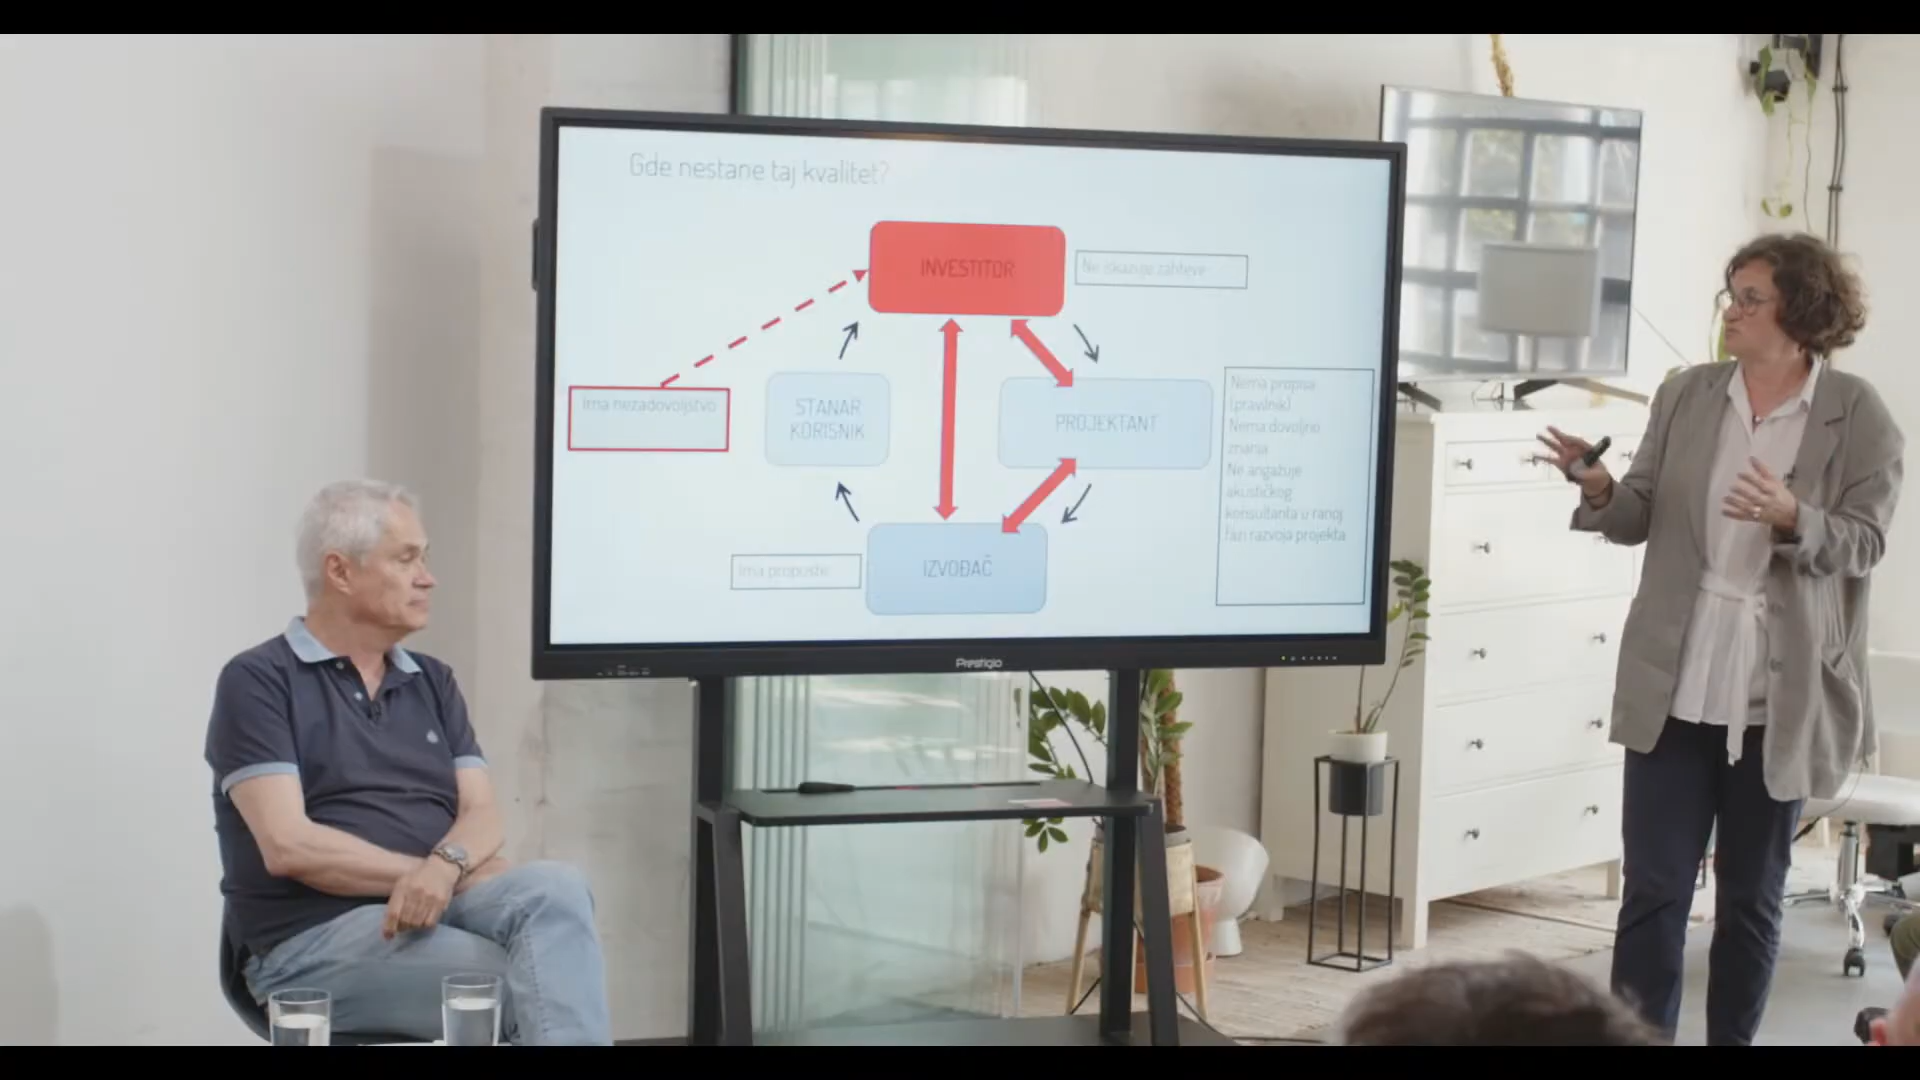 Gde nestane taj kvalitet?
INVESTITOR
Ne iskazuje zahteve
Ima nezadovoljstvo
STANAR
KORISNIK
PROJEKTANT
Nema propisa
(pravilnik)
Nema dovoljno
znanja
Ne angažuje
akustičkog
konsultanta u ranoj
fazi razvoja projekta
Ima propuste
IZVOĐAČ
Prestigio